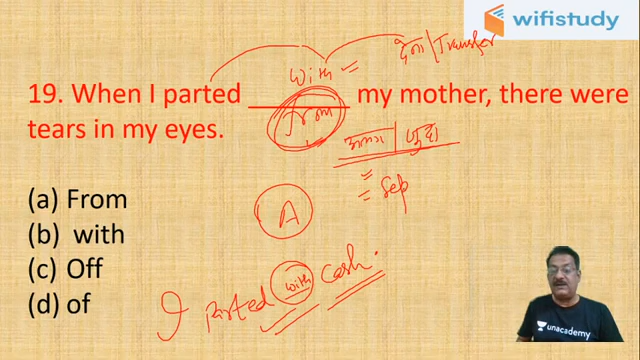 wifistudy
देना/Transfer
with
19. When I parted ________ my mother, there were
from
tears in my eyes.
अलग | जुदा
Sep
(a) From
A
(b) with
(c) Off
(d) of
I parted with cash.
unacademy